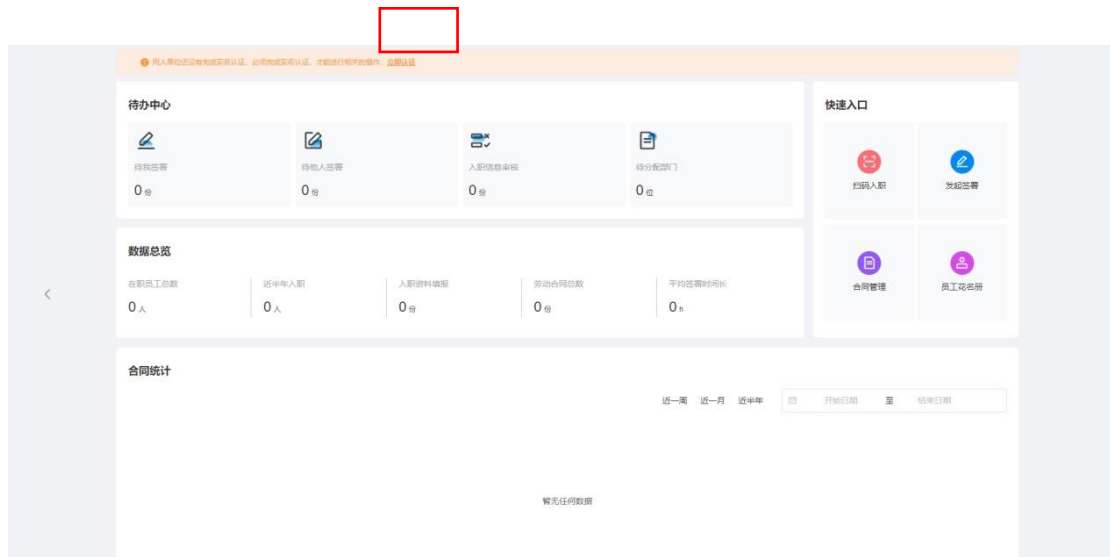 用人单位还没有完成实名认证，必须完成实名认证，才能进行相关的操作，立即认证
待办中心
待我签署
0 份
待他人签署
0 份
入职信息审核
0 份
待分配部门
0 位
快速入口
扫码入职
发起签署
合同管理
员工花名册
数据总览
在职员工总数
0 人
近半年入职
0 人
入职资料填报
0 份
劳动合同总数
0 份
平均签署时间长
0 h
合同统计
近一周 近一月 近半年 开始日期 至 结束日期
暂无任何数据